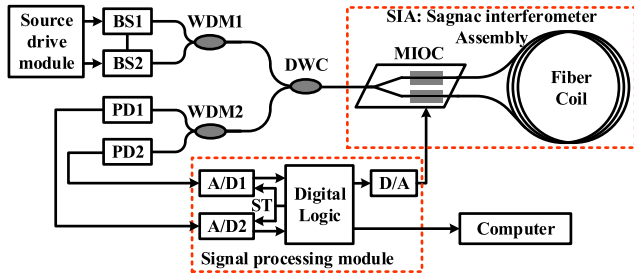 Source
drive
module
BS1
BS2
WDM1
DWC
SIA: Sagnac interferometer
Assembly
MIOC
Fiber
Coil
PD1
PD2
WDM2
A/D1
ST
A/D2
Digital
Logic
D/A
Computer
Signal processing module